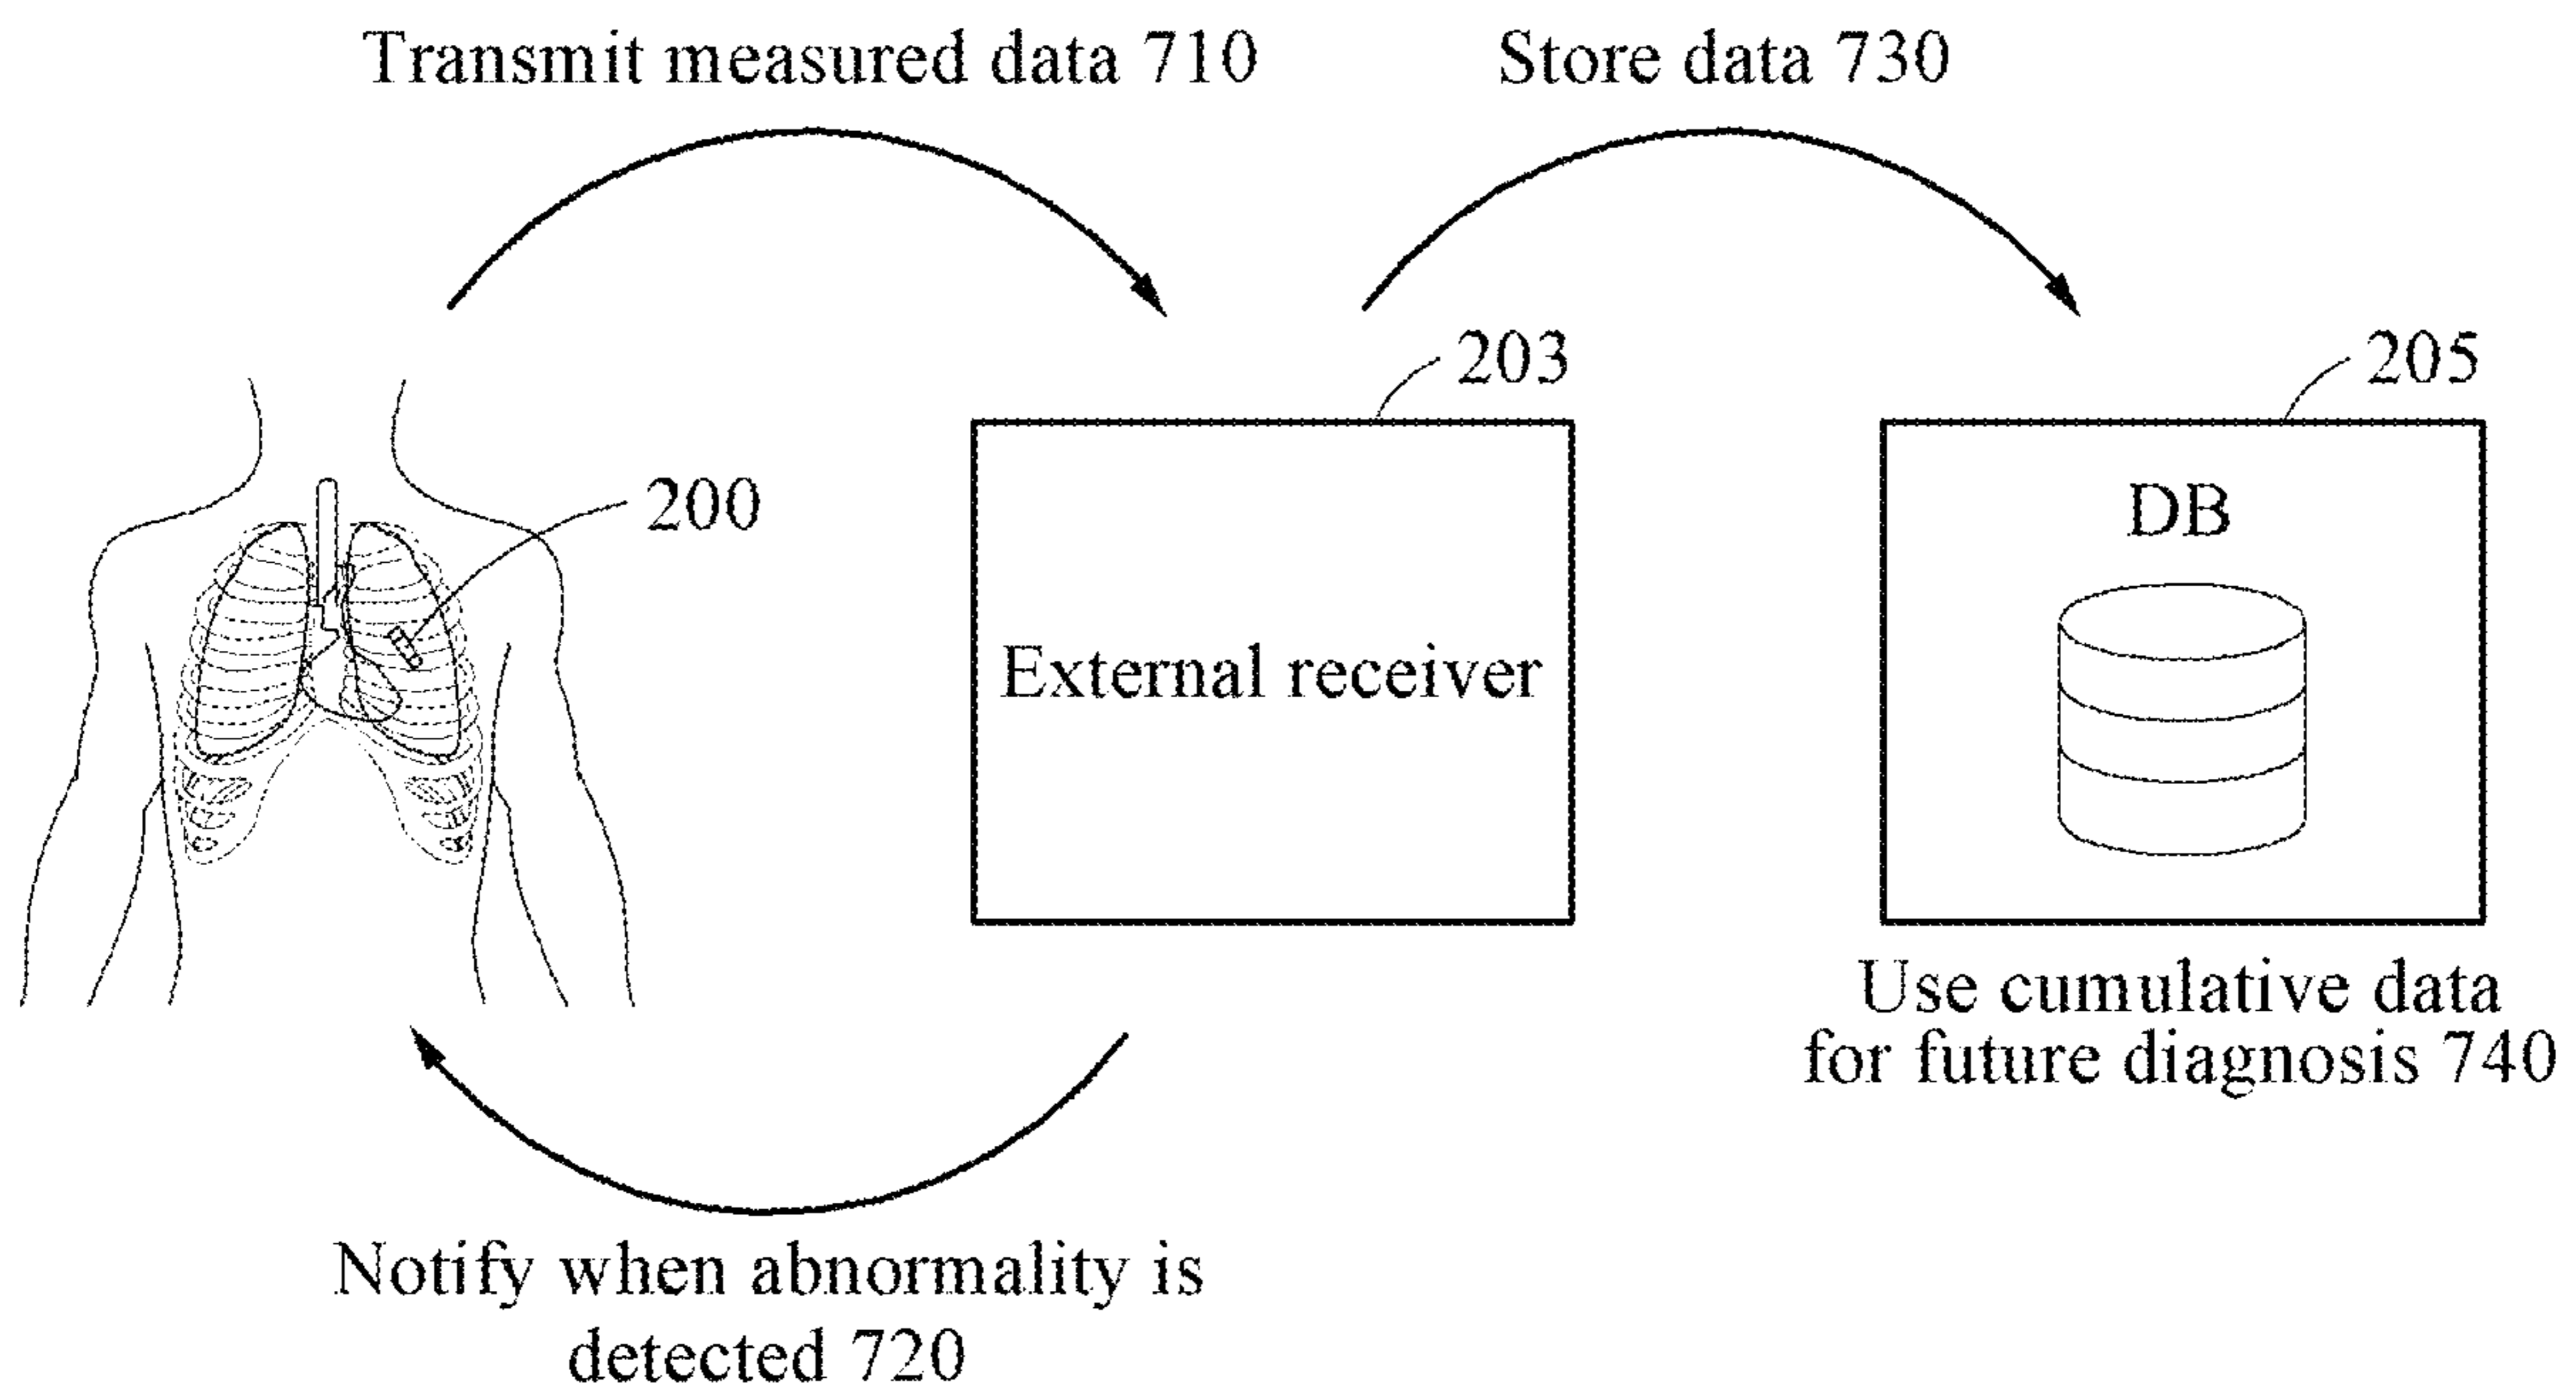 Transmit measured data 710
Store data 730
203
205
200
DB
External receiver
Use cumulative data
for future diagnosis 740
Notify when abnormality is
detected 720